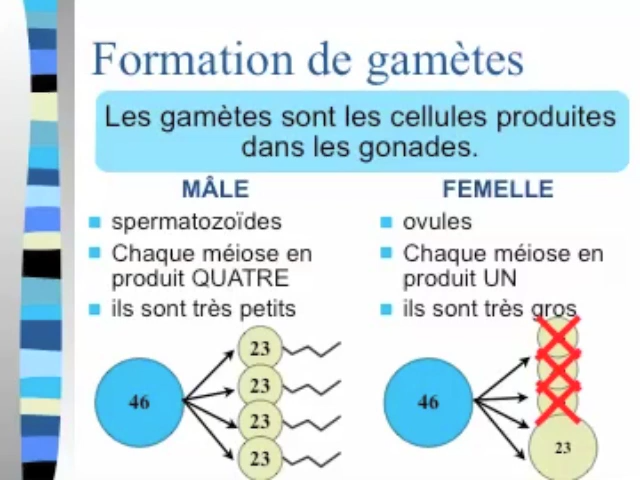 Formation de gamètes
Les gamètes sont les cellules produites
dans les gonades.
MÂLE
spermatozoïdes
Chaque méiose en
produit QUATRE
ils sont très petits
46
23
23
23
23
FEMELLE
ovules
Chaque méiose en
produit UN
ils sont très gros
46
23